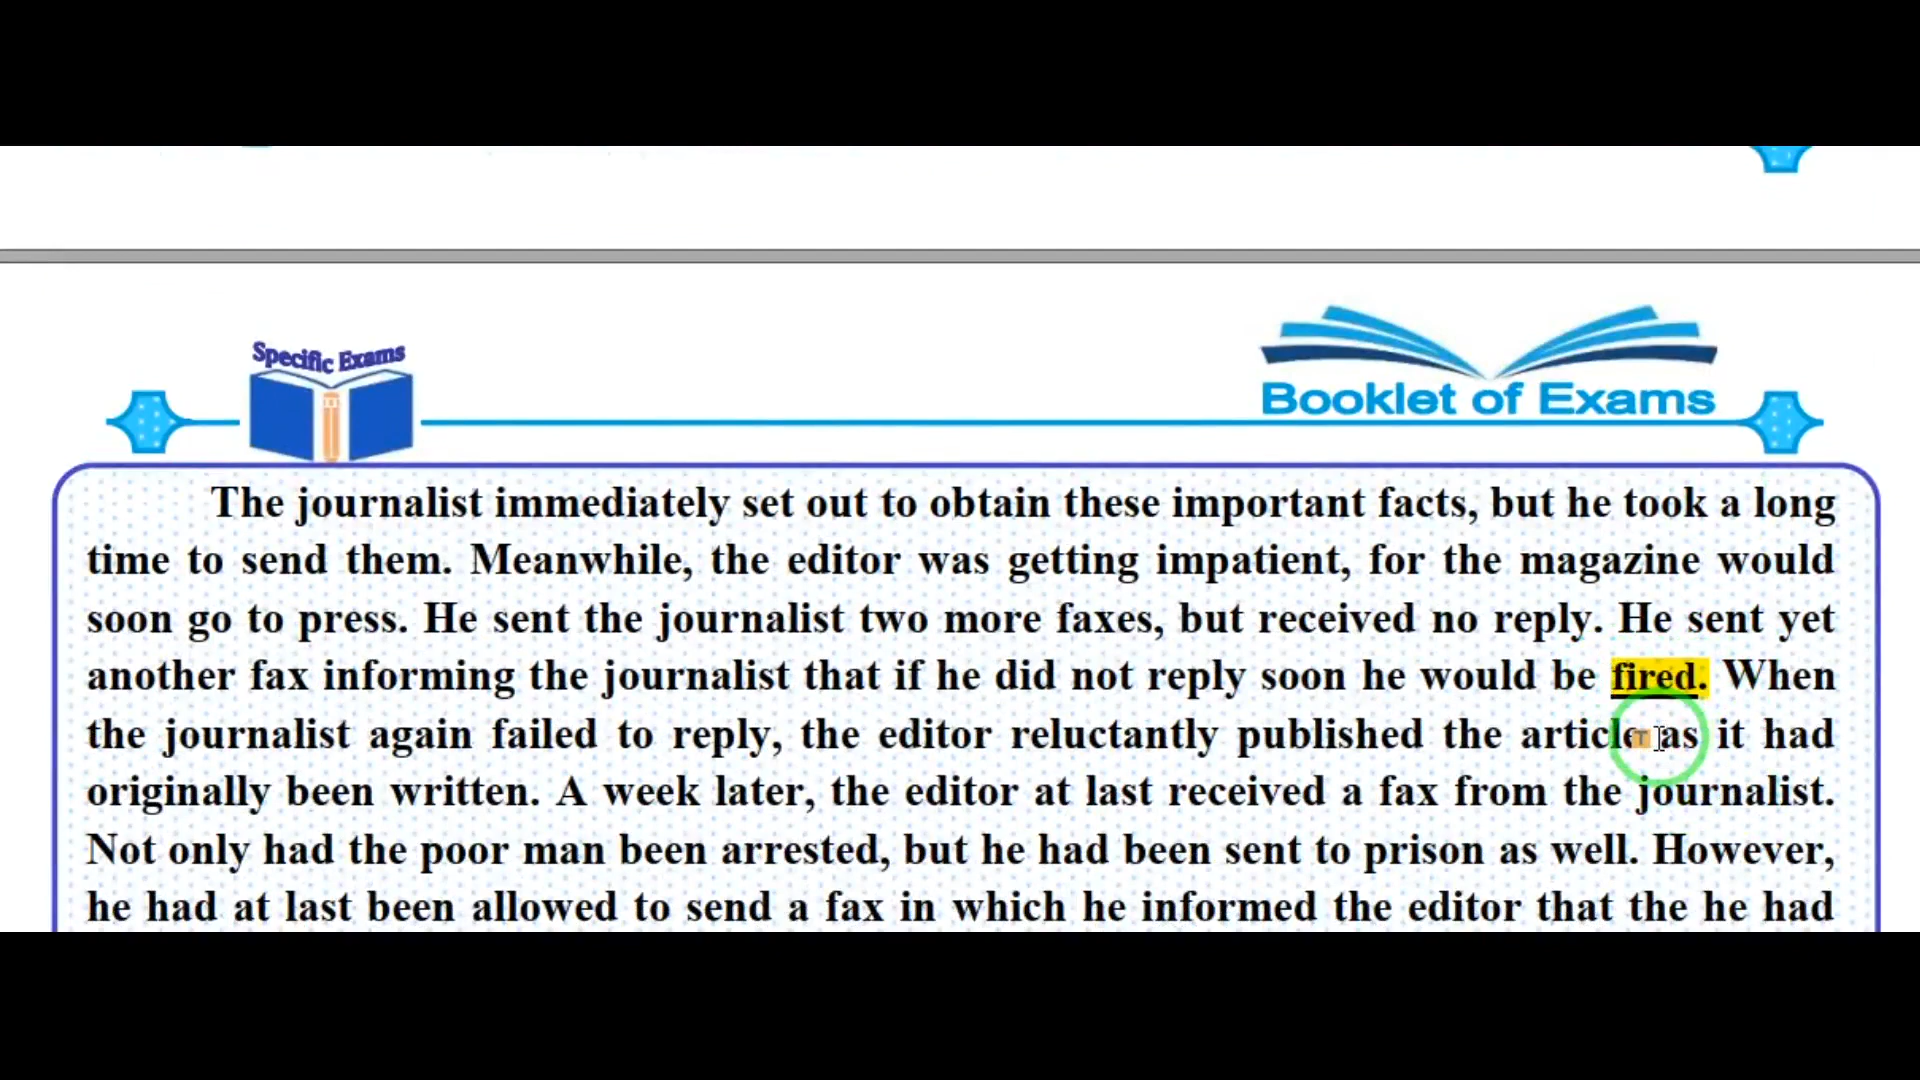 Specific Exams
Booklet of Exams
The journalist immediately set out to obtain these important facts, but he took a long
time to send them. Meanwhile, the editor was getting impatient, for the magazine would
soon go to press. He sent the journalist two more faxes, but received no reply. He sent yet
another fax informing the journalist that if he did not reply soon he would be fired. When
the journalist again failed to reply, the editor reluctantly published the article as it had
originally been written. A week later, the editor at last received a fax from the journalist.
Not only had the poor man been arrested, but he had been sent to prison as well. However,
he had at last been allowed to send a fax in which he informed the editor that the he had